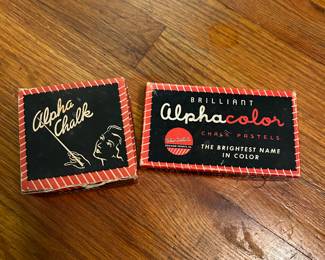 Alpha
Chalk
BRILLIANT
Alphacolor
CHALK PASTELS
THE BRIGHTEST NAME
IN COLOR